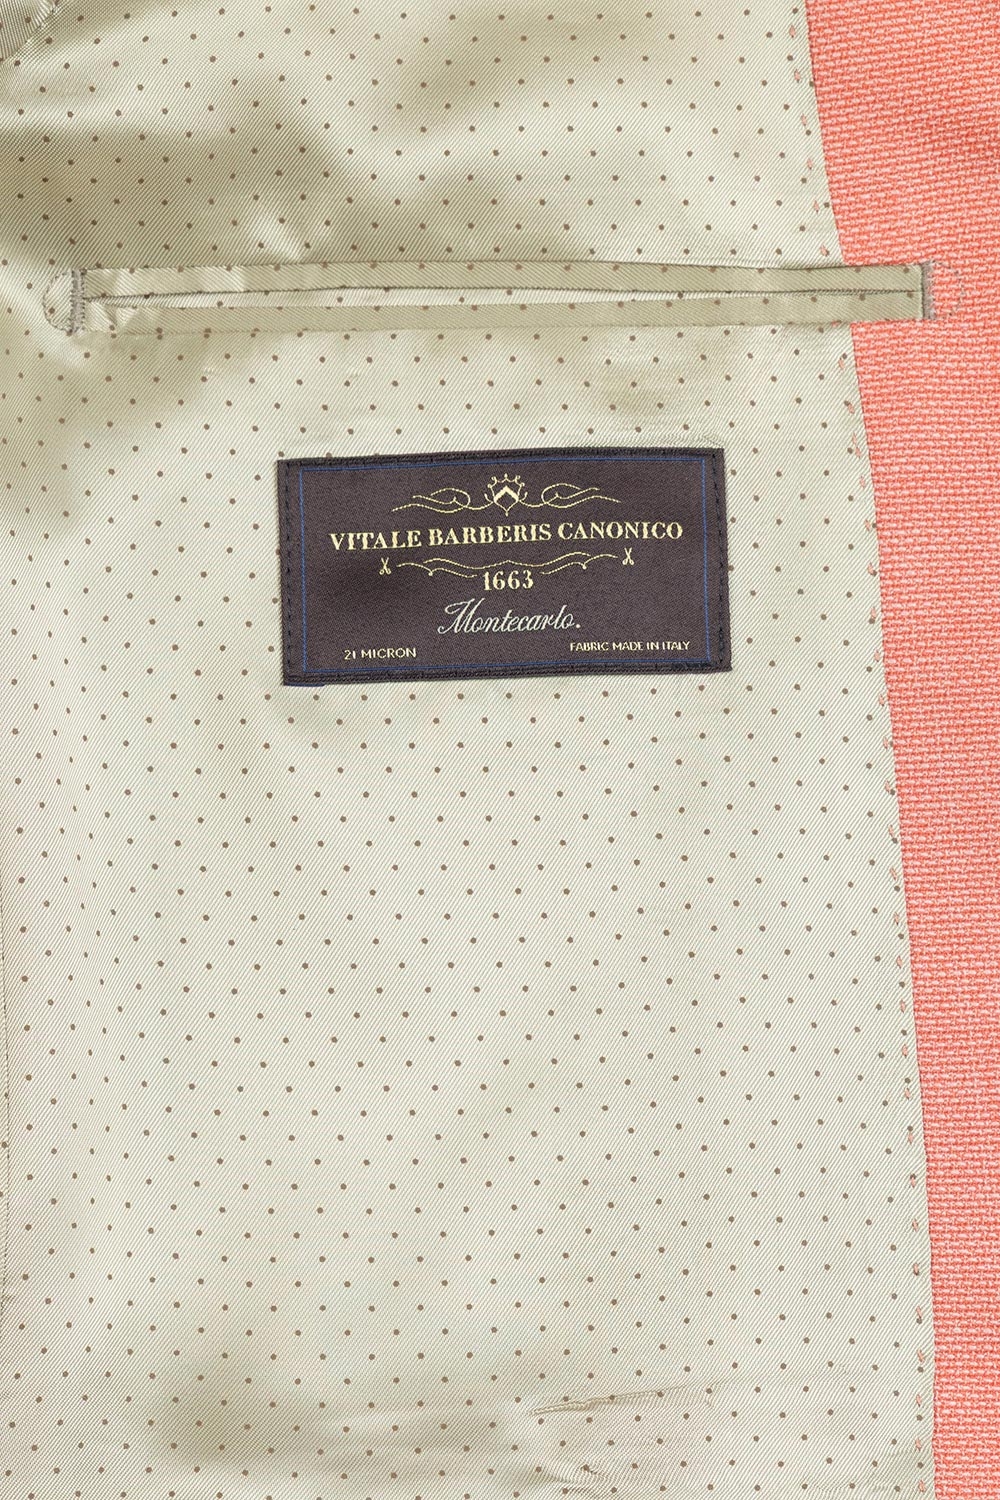 VITALE BARBERIS CANONICO
1663
Montecarlo.
21 MICRON
FABRIC MADE IN ITALY